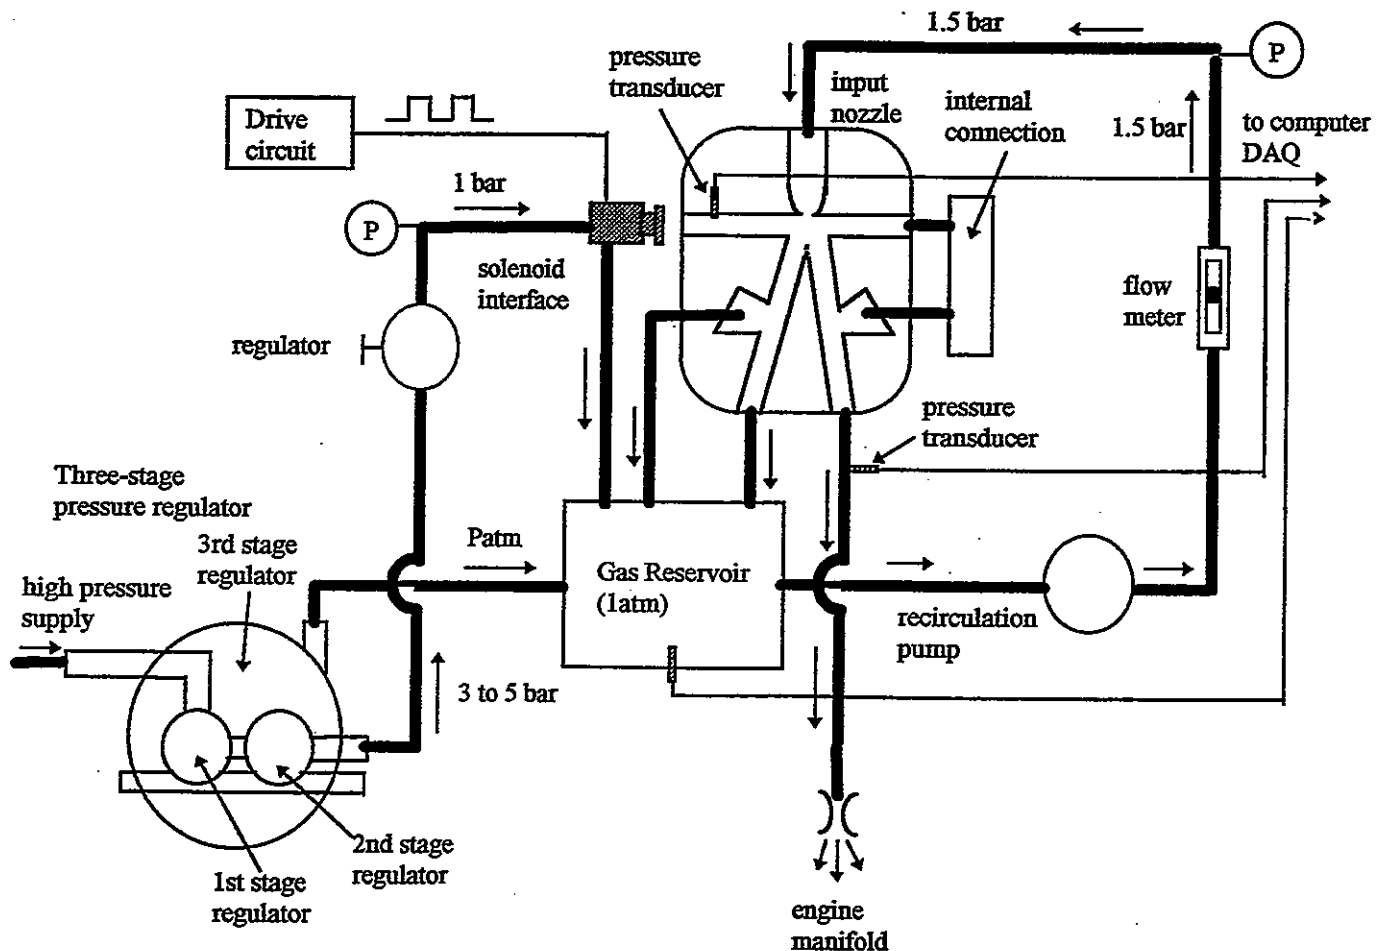 1.5 bar
P
pressure
transducer
input
nozzle
internal
connection
1.5 bar
to computer
DAQ
Drive
circuit
1 bar
P
solenoid
interface
flow
meter
regulator
pressure
transducer
Three-stage
pressure regulator
3rd stage
regulator
Patm
Gas Reservoir
(1atm)
high pressure
supply
recirculation
pump
3 to 5 bar
2nd stage
regulator
1st stage
regulator
engine
manifold